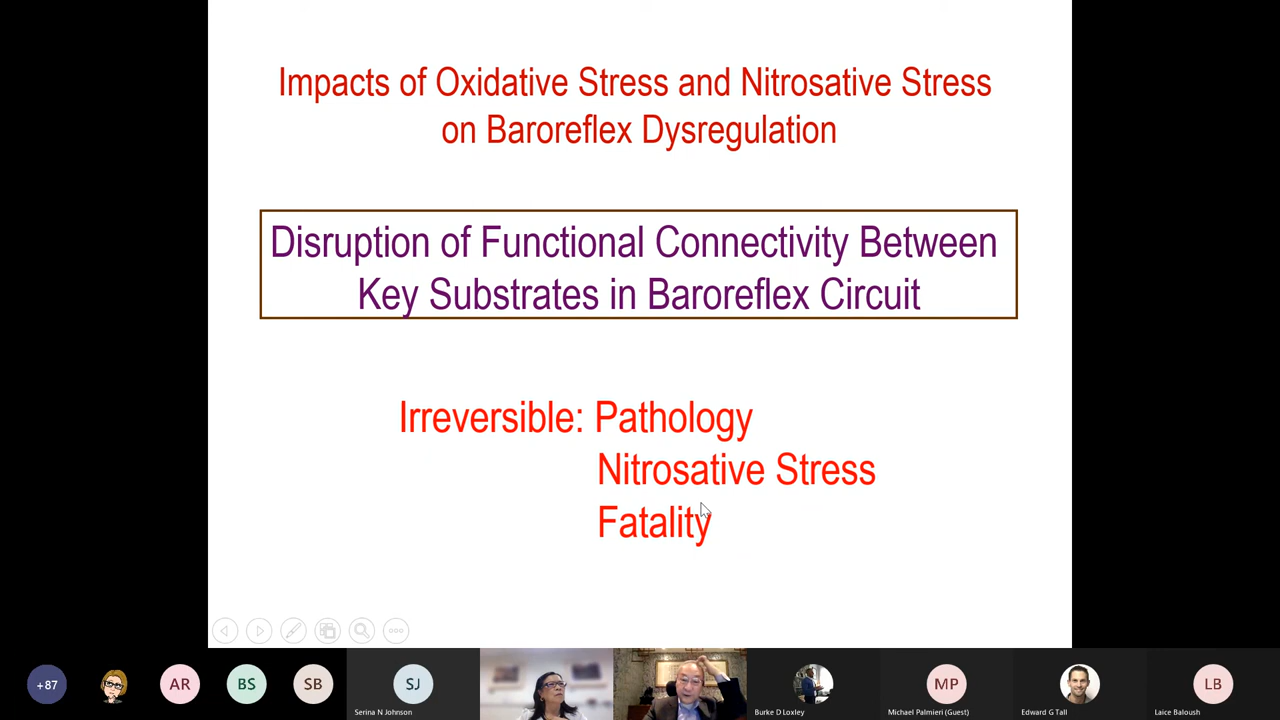 Impacts of Oxidative Stress and Nitrosative Stress
on Baroreflex Dysregulation
Disruption of Functional Connectivity Between
Key Substrates in Baroreflex Circuit
Irreversible: Pathology
Nitrosative Stress
Fatality
+87
AR
BS
SB
SJ
Serina N Johnson
Burke D Loxley
MP
Michael Palmieri (Guest)
Edward G Tall
LB
Laice Baloush